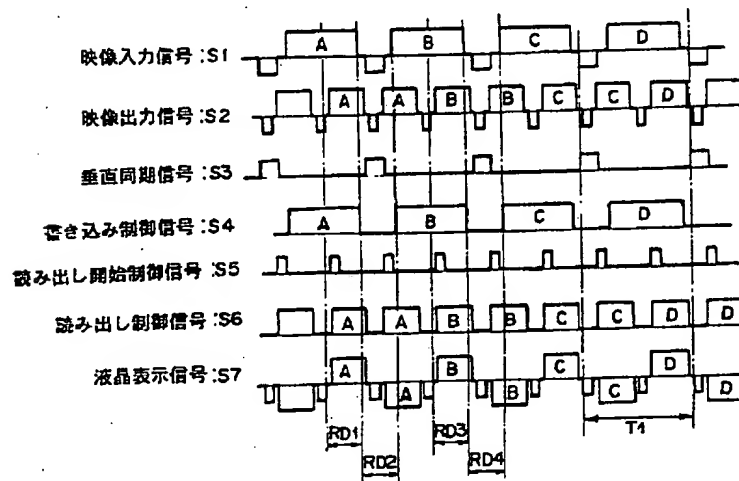 映像入力信号:S1 A B C D
映像出力信号:S2 A A B B C C D
垂直同期信号:S3
書き込み制御信号:S4 A B C D
読み出し開始制御信号:S5
読み出し制御信号:S6 A A B B C C D D
液晶表示信号:S7 A A B B C C D D
RD1 RD3 T1
RD2 RD4